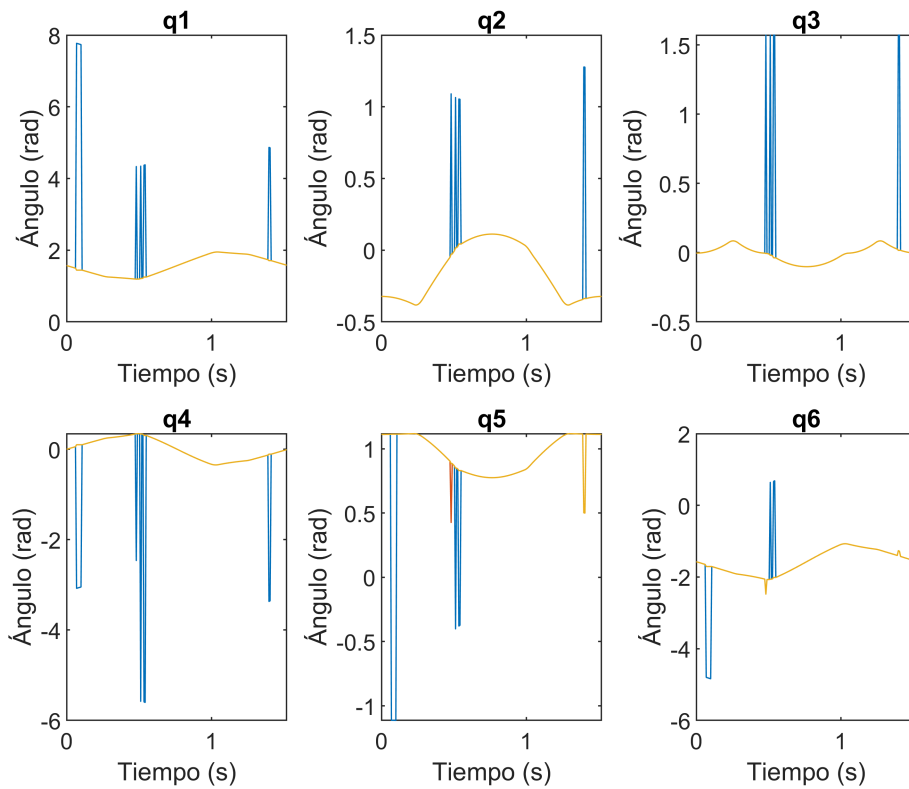 q1
q2
q3
8
6
4
2
0
Ángulo (rad)
0
1
Tiempo (s)
1.5
1
0.5
0
-0.5
Ángulo (rad)
0
1
Tiempo (s)
1.5
1
0.5
0
-0.5
Ángulo (rad)
0
1
Tiempo (s)
q4
q5
q6
0
-2
-4
-6
Ángulo (rad)
0
1
Tiempo (s)
1
0.5
0
-0.5
-1
Ángulo (rad)
0
1
Tiempo (s)
2
0
-2
-4
-6
Ángulo (rad)
0
1
Tiempo (s)